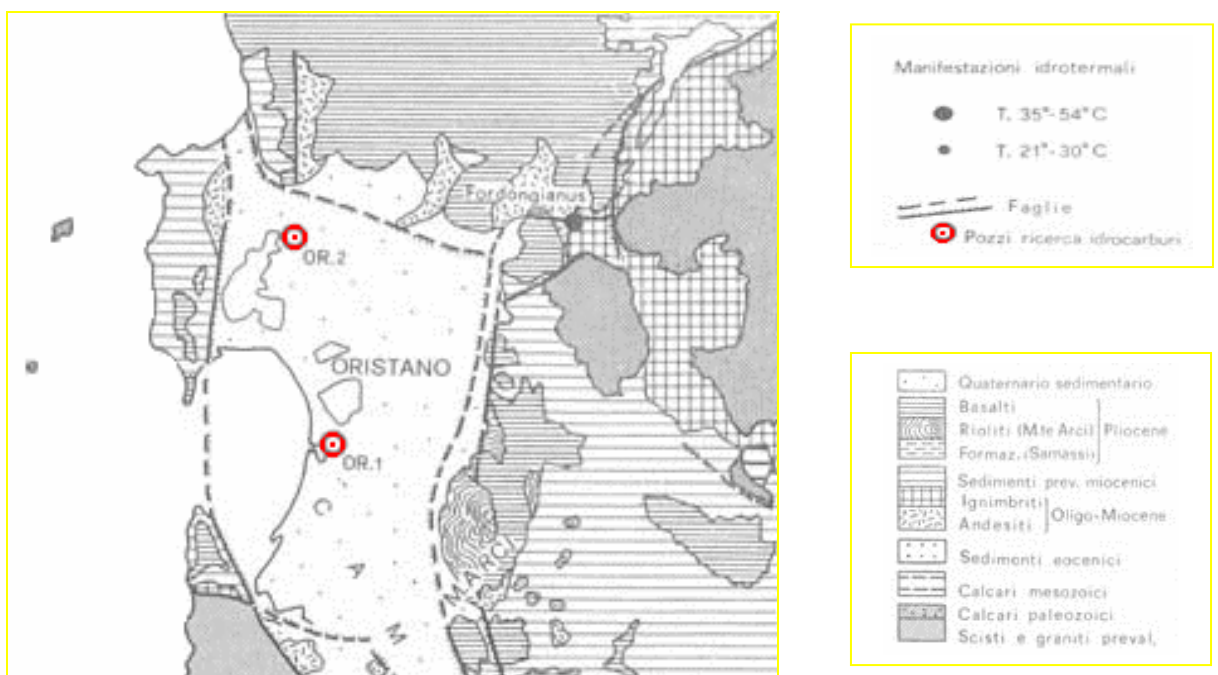 Fordongianus
OR.2
ORISTANO
OR.1
C
A
M
M.ARCI
Manifestazioni idrotermali
T. 35°-54°C
T. 21°-30°C
Faglie
Pozzi ricerca idrocarburi
Quaternario sedimentario
Basalti
Rioliti (M.te Arci) Pliocene
Formaz. (Samassi)
Sedimenti prev. miocenici
Ignimbriti
Andesiti Oligo-Miocene
Sedimenti eocenici
Calcari mesozoici
Calcari paleozoici
Scisti e graniti preval.